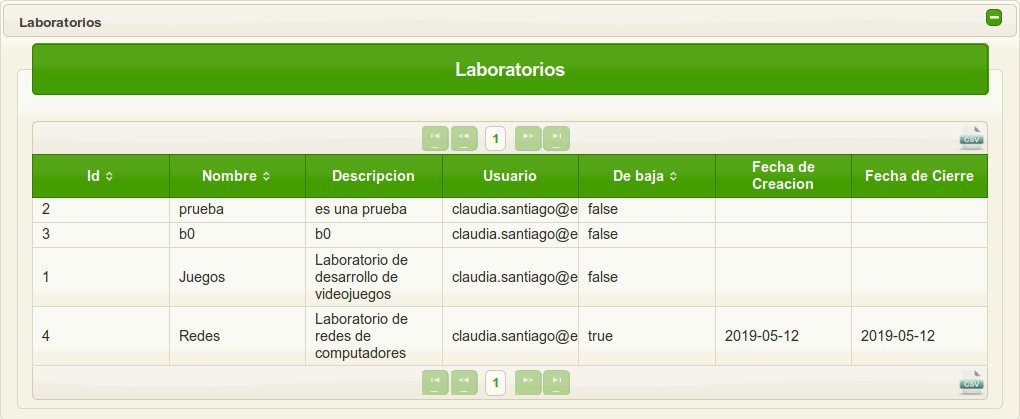 Laboratorios
Laboratorios
1
CSV
Id Nombre Descripcion Usuario De baja Fecha de Creacion Fecha de Cierre
2 prueba es una prueba claudia.santiago@e false
3 b0 b0 claudia.santiago@e false
1 Juegos Laboratorio de desarrollo de videojuegos claudia.santiago@e false
4 Redes Laboratorio de redes de computadores claudia.santiago@e true 2019-05-12 2019-05-12
1
CSV